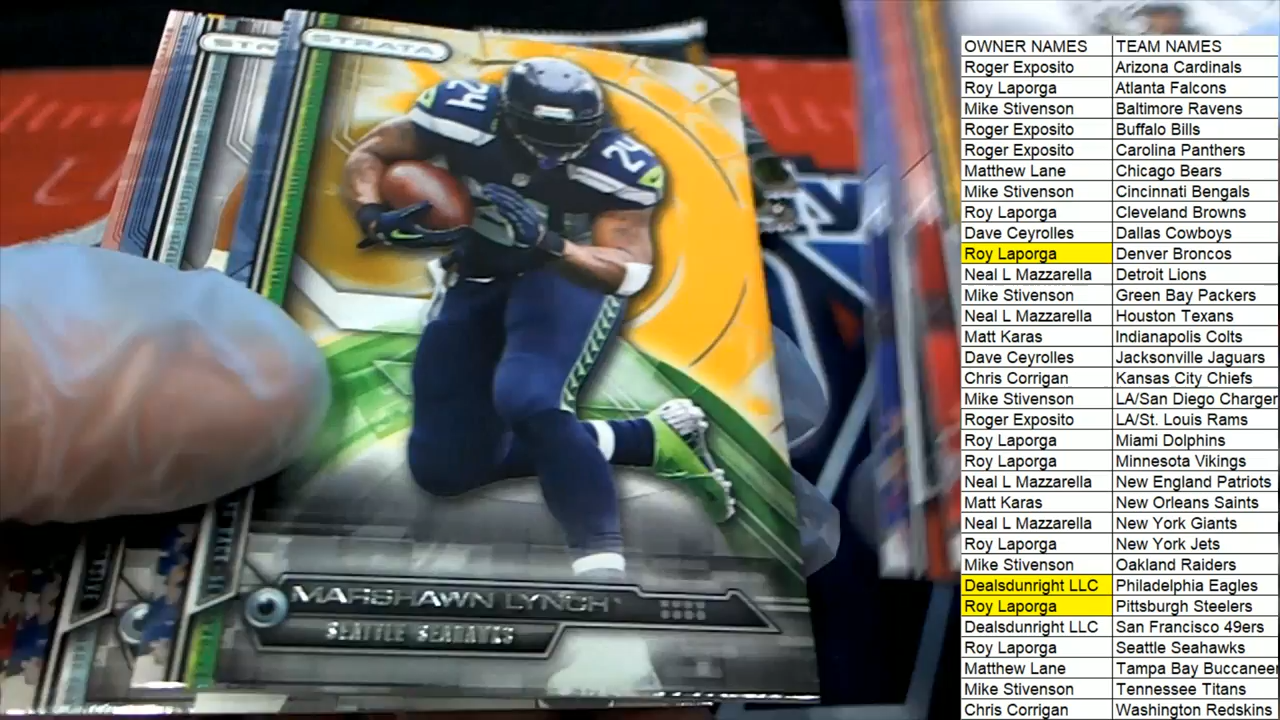 STRATA
STR
24
24
MARSHAWN LYNCH
SEATTLE SEAHAWKS
OWNER NAMES TEAM NAMES
Roger Exposito Arizona Cardinals
Roy Laporga Atlanta Falcons
Mike Stivenson Baltimore Ravens
Roger Exposito Buffalo Bills
Roger Exposito Carolina Panthers
Matthew Lane Chicago Bears
Mike Stivenson Cincinnati Bengals
Roy Laporga Cleveland Browns
Dave Ceyrolles Dallas Cowboys
Roy Laporga Denver Broncos
Neal L Mazzarella Detroit Lions
Mike Stivenson Green Bay Packers
Neal L Mazzarella Houston Texans
Matt Karas Indianapolis Colts
Dave Ceyrolles Jacksonville Jaguars
Chris Corrigan Kansas City Chiefs
Mike Stivenson LA/San Diego Charger
Roger Exposito LA/St. Louis Rams
Roy Laporga Miami Dolphins
Roy Laporga Minnesota Vikings
Neal L Mazzarella New England Patriots
Matt Karas New Orleans Saints
Neal L Mazzarella New York Giants
Roy Laporga New York Jets
Mike Stivenson Oakland Raiders
Dealsdunright LLC Philadelphia Eagles
Roy Laporga Pittsburgh Steelers
Dealsdunright LLC San Francisco 49ers
Roy Laporga Seattle Seahawks
Matthew Lane Tampa Bay Buccaneer
Mike Stivenson Tennessee Titans
Chris Corrigan Washington Redskins